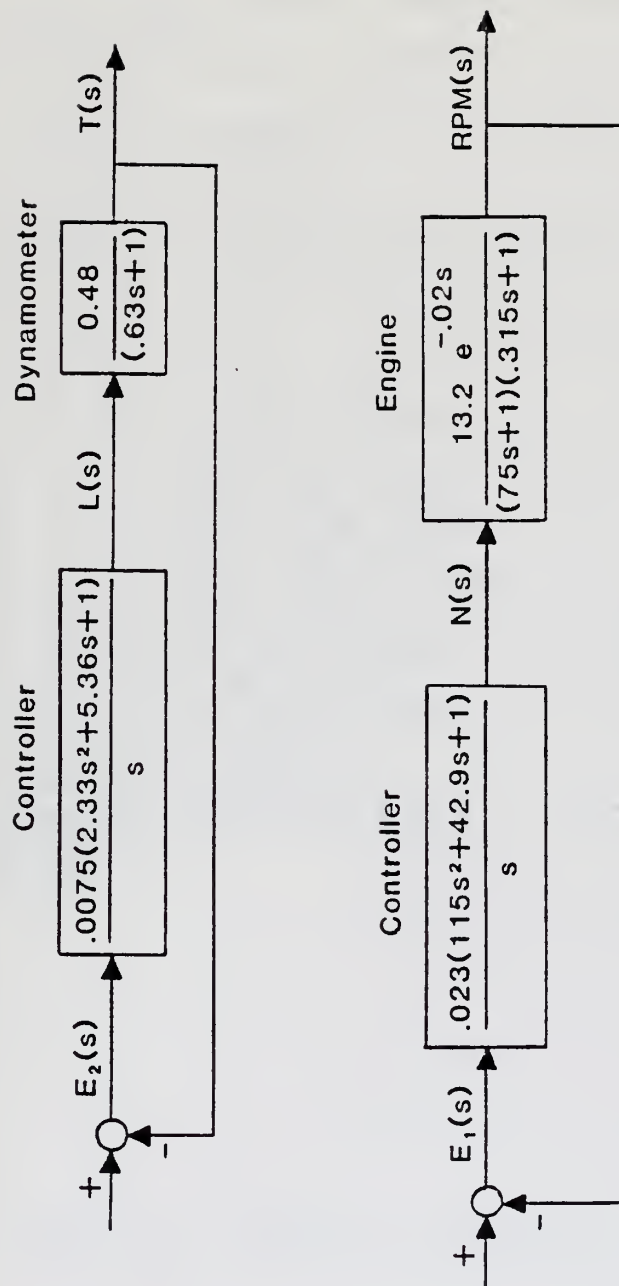 Controller
Dynamometer
+
-
E₂(s)
.0075(2.33s²+5.36s+1)
s
L(s)
0.48
(.63s+1)
T(s)
Controller
Engine
+
-
E₁(s)
.023(115s²+42.9s+1)
s
N(s)
13.2 e^-.02s
(75s+1)(.315s+1)
RPM(s)